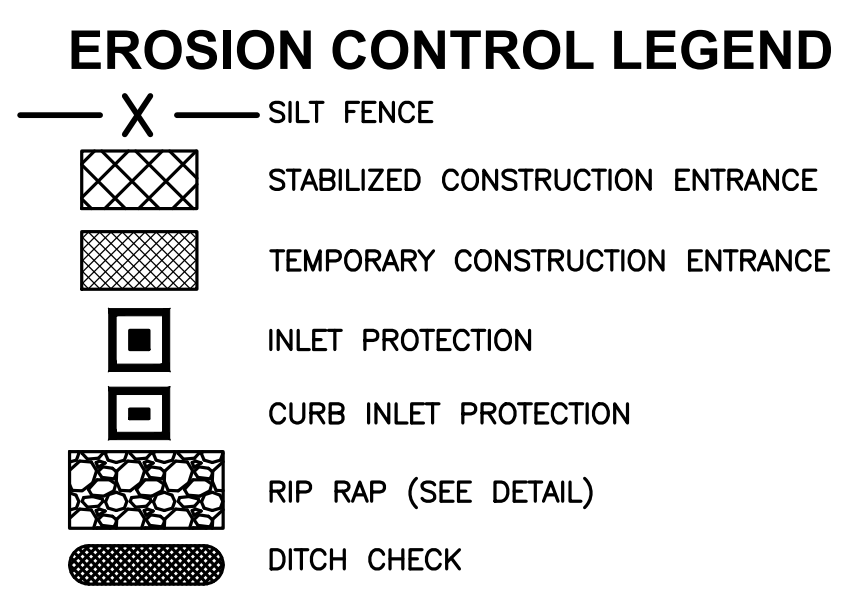 EROSION CONTROL LEGEND
SILT FENCE
STABILIZED CONSTRUCTION ENTRANCE
TEMPORARY CONSTRUCTION ENTRANCE
INLET PROTECTION
CURB INLET PROTECTION
RIP RAP (SEE DETAIL)
DITCH CHECK